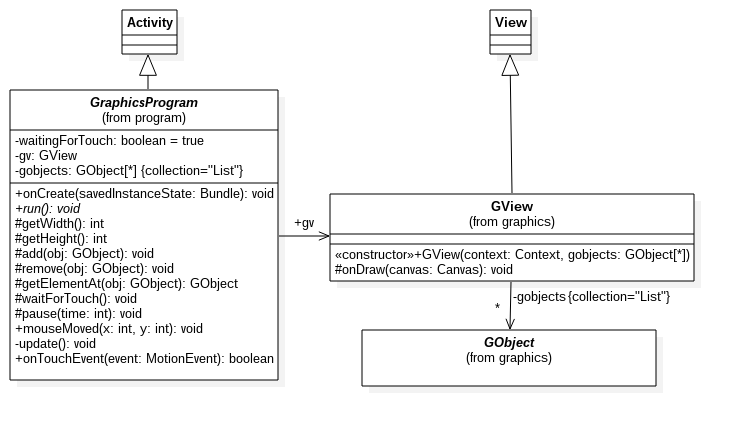 Activity
View
GraphicsProgram
(from program)
-waitingForTouch: boolean = true
-gv: GView
-gobjects: GObject[*] {collection="List"}
+onCreate(savedInstanceState: Bundle): void
+run(): void
#getWidth(): int
#getHeight(): int
#add(obj: GObject): void
#remove(obj: GObject): void
#getElementAt(obj: GObject): GObject
#waitForTouch(): void
#pause(time: int): void
+mouseMoved(x: int, y: int): void
-update(): void
+onTouchEvent(event: MotionEvent): boolean
+gv
GView
(from graphics)
«constructor»+GView(context: Context, gobjects: GObject[*])
#onDraw(canvas: Canvas): void
-gobjects{collection="List"}
*
GObject
(from graphics)